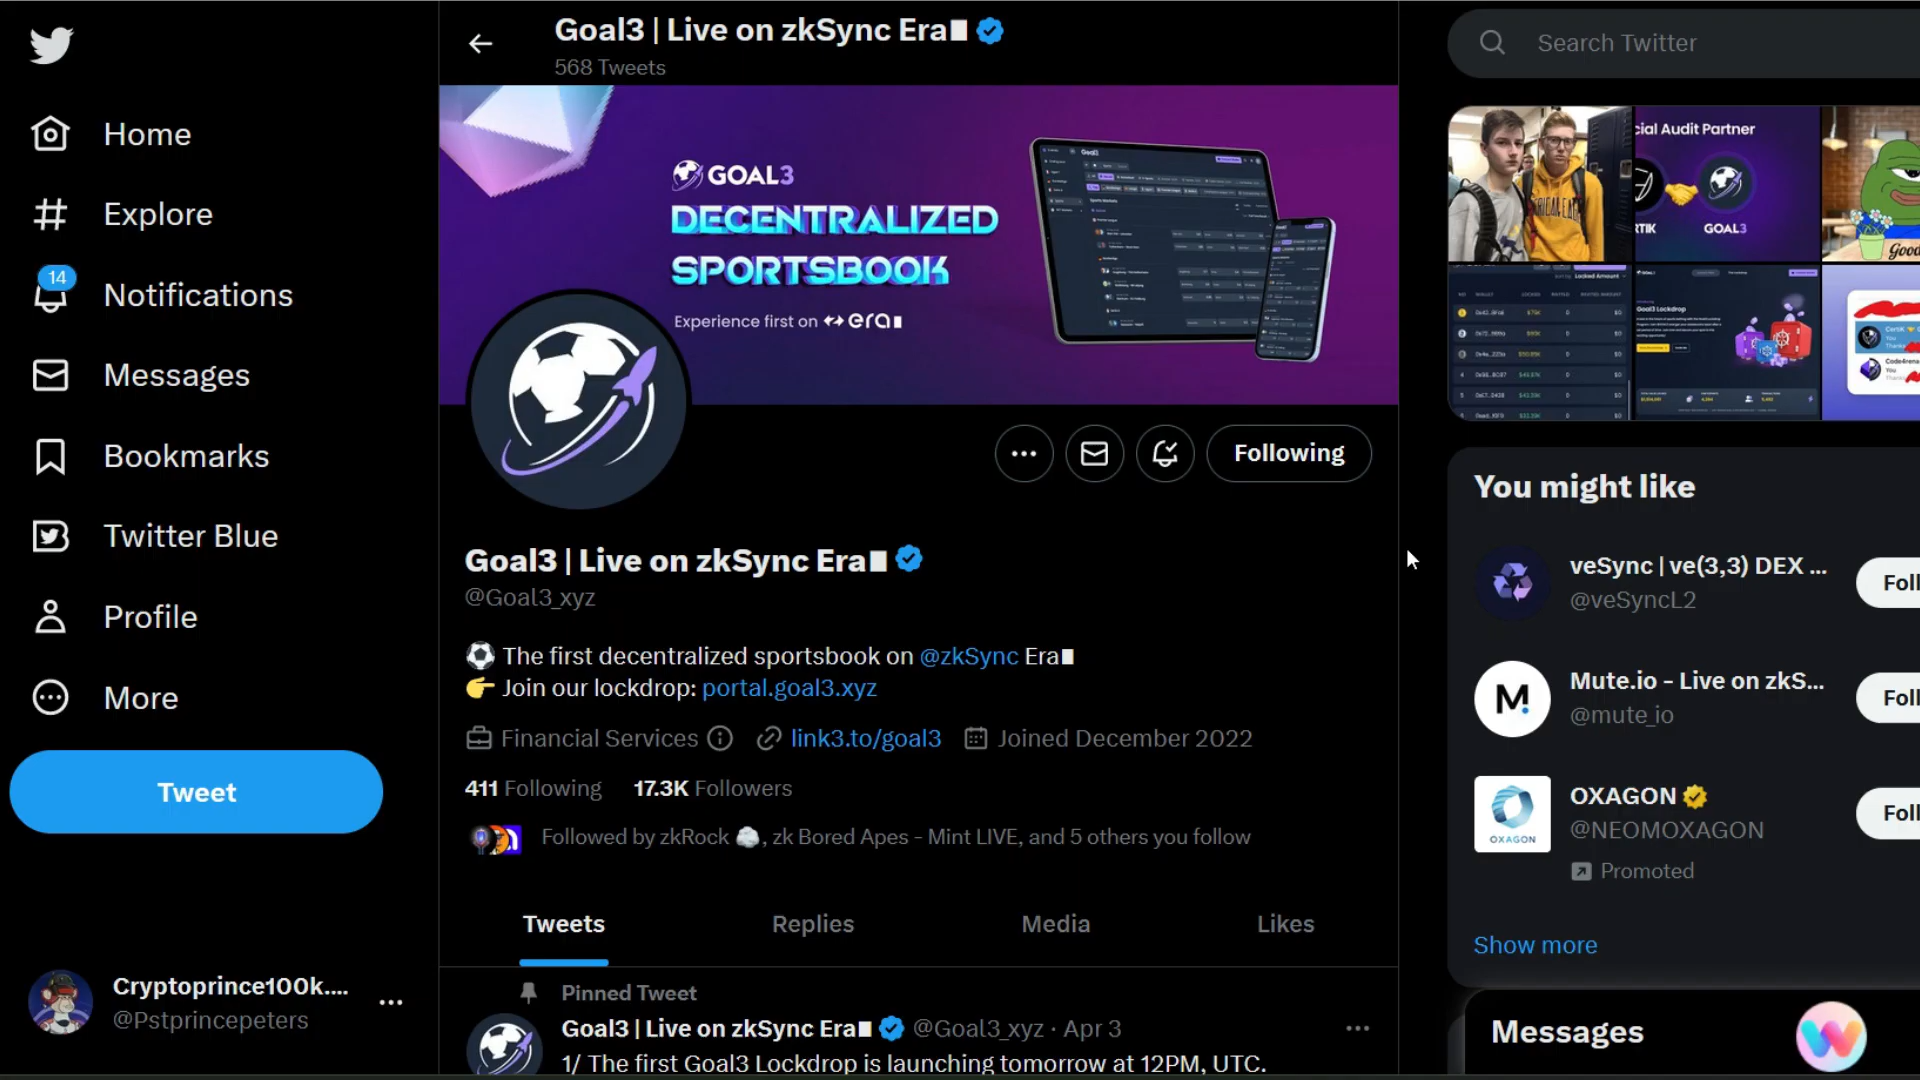 Goal3 | Live on zkSync Era
568 Tweets
Home
Explore
14
Notifications
Messages
Bookmarks
Twitter Blue
Profile
More
Tweet
Cryptoprince100k....
@Pstprincepeters
GOAL3
DECENTRALIZED
SPORTSBOOK
Experience first on era
Following
Goal3 | Live on zkSync Era
@Goal3_xyz
The first decentralized sportsbook on @zkSync Era
Join our lockdrop: portal.goal3.xyz
Financial Services link3.to/goal3 Joined December 2022
411 Following 17.3K Followers
Followed by zkRock, zk Bored Apes - Mint LIVE, and 5 others you follow
Tweets Replies Media Likes
Pinned Tweet
Goal3 | Live on zkSync Era @Goal3_xyz · Apr 3
1/ The first Goal3 Lockdrop is launching tomorrow at 12PM, UTC.
Search Twitter
cial Audit Partner
RTIK GOAL3
Good
Goal3 Lockdrop
You might like
veSync | ve(3,3) DEX ...
@veSyncL2
Foll
Mute.io - Live on zkS...
@mute_io
Foll
OXAGON
OXAGON
@NEOMOXAGON
Foll
Promoted
Show more
Messages